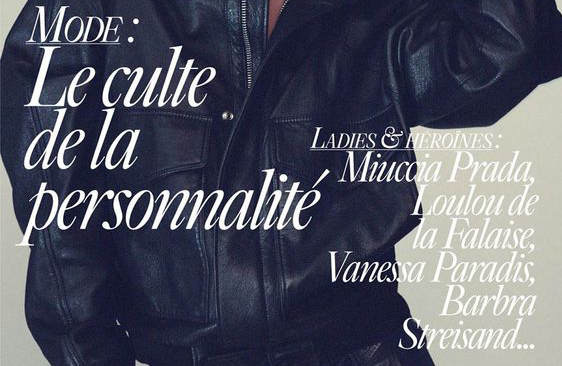 MODE :
Le culte
de la
personnalité
LADIES & HÉROÏNES :
Miuccia Prada,
Loulou de
la Falaise,
Vanessa Paradis,
Barbra
Streisand...